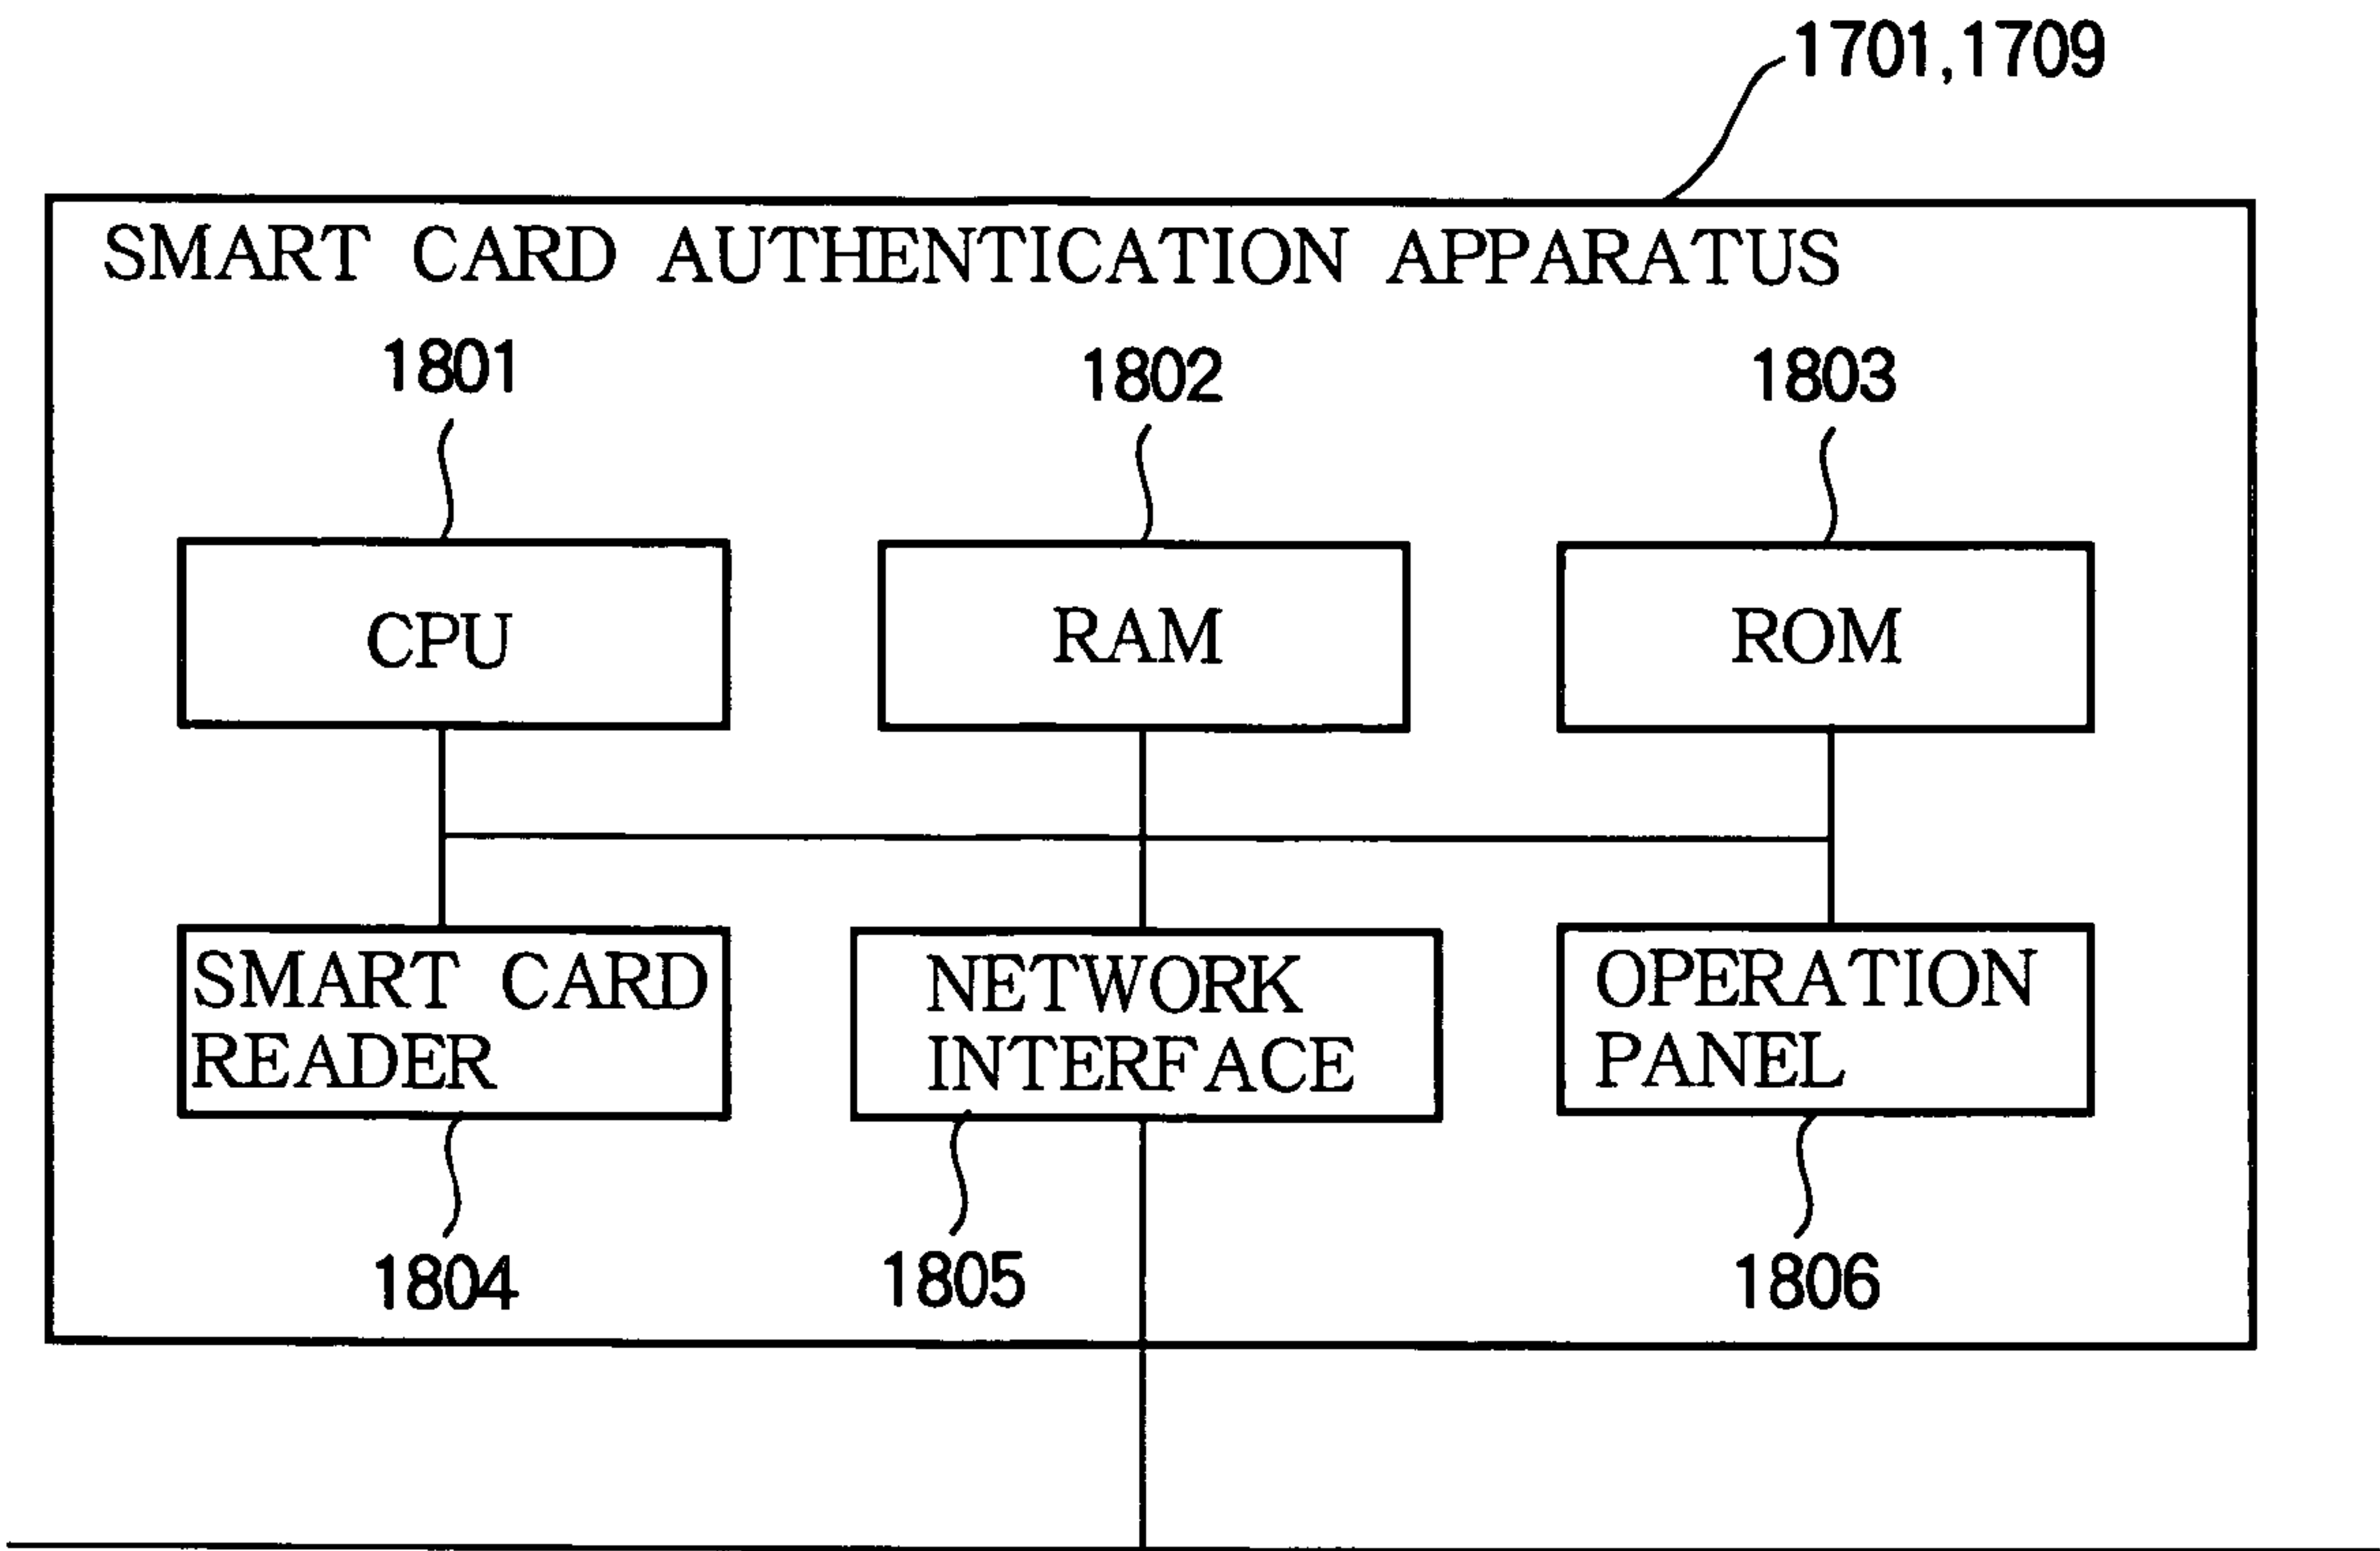 1701,1709
SMART CARD AUTHENTICATION APPARATUS
1801
1802
1803
CPU
RAM
ROM
SMART CARD
READER
NETWORK
INTERFACE
OPERATION
PANEL
1804
1805
1806